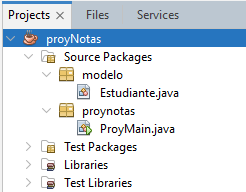 Projects × Files Services
proyNotas
Source Packages
modelo
Estudiante.java
proynotas
ProyMain.java
Test Packages
Libraries
Test Libraries